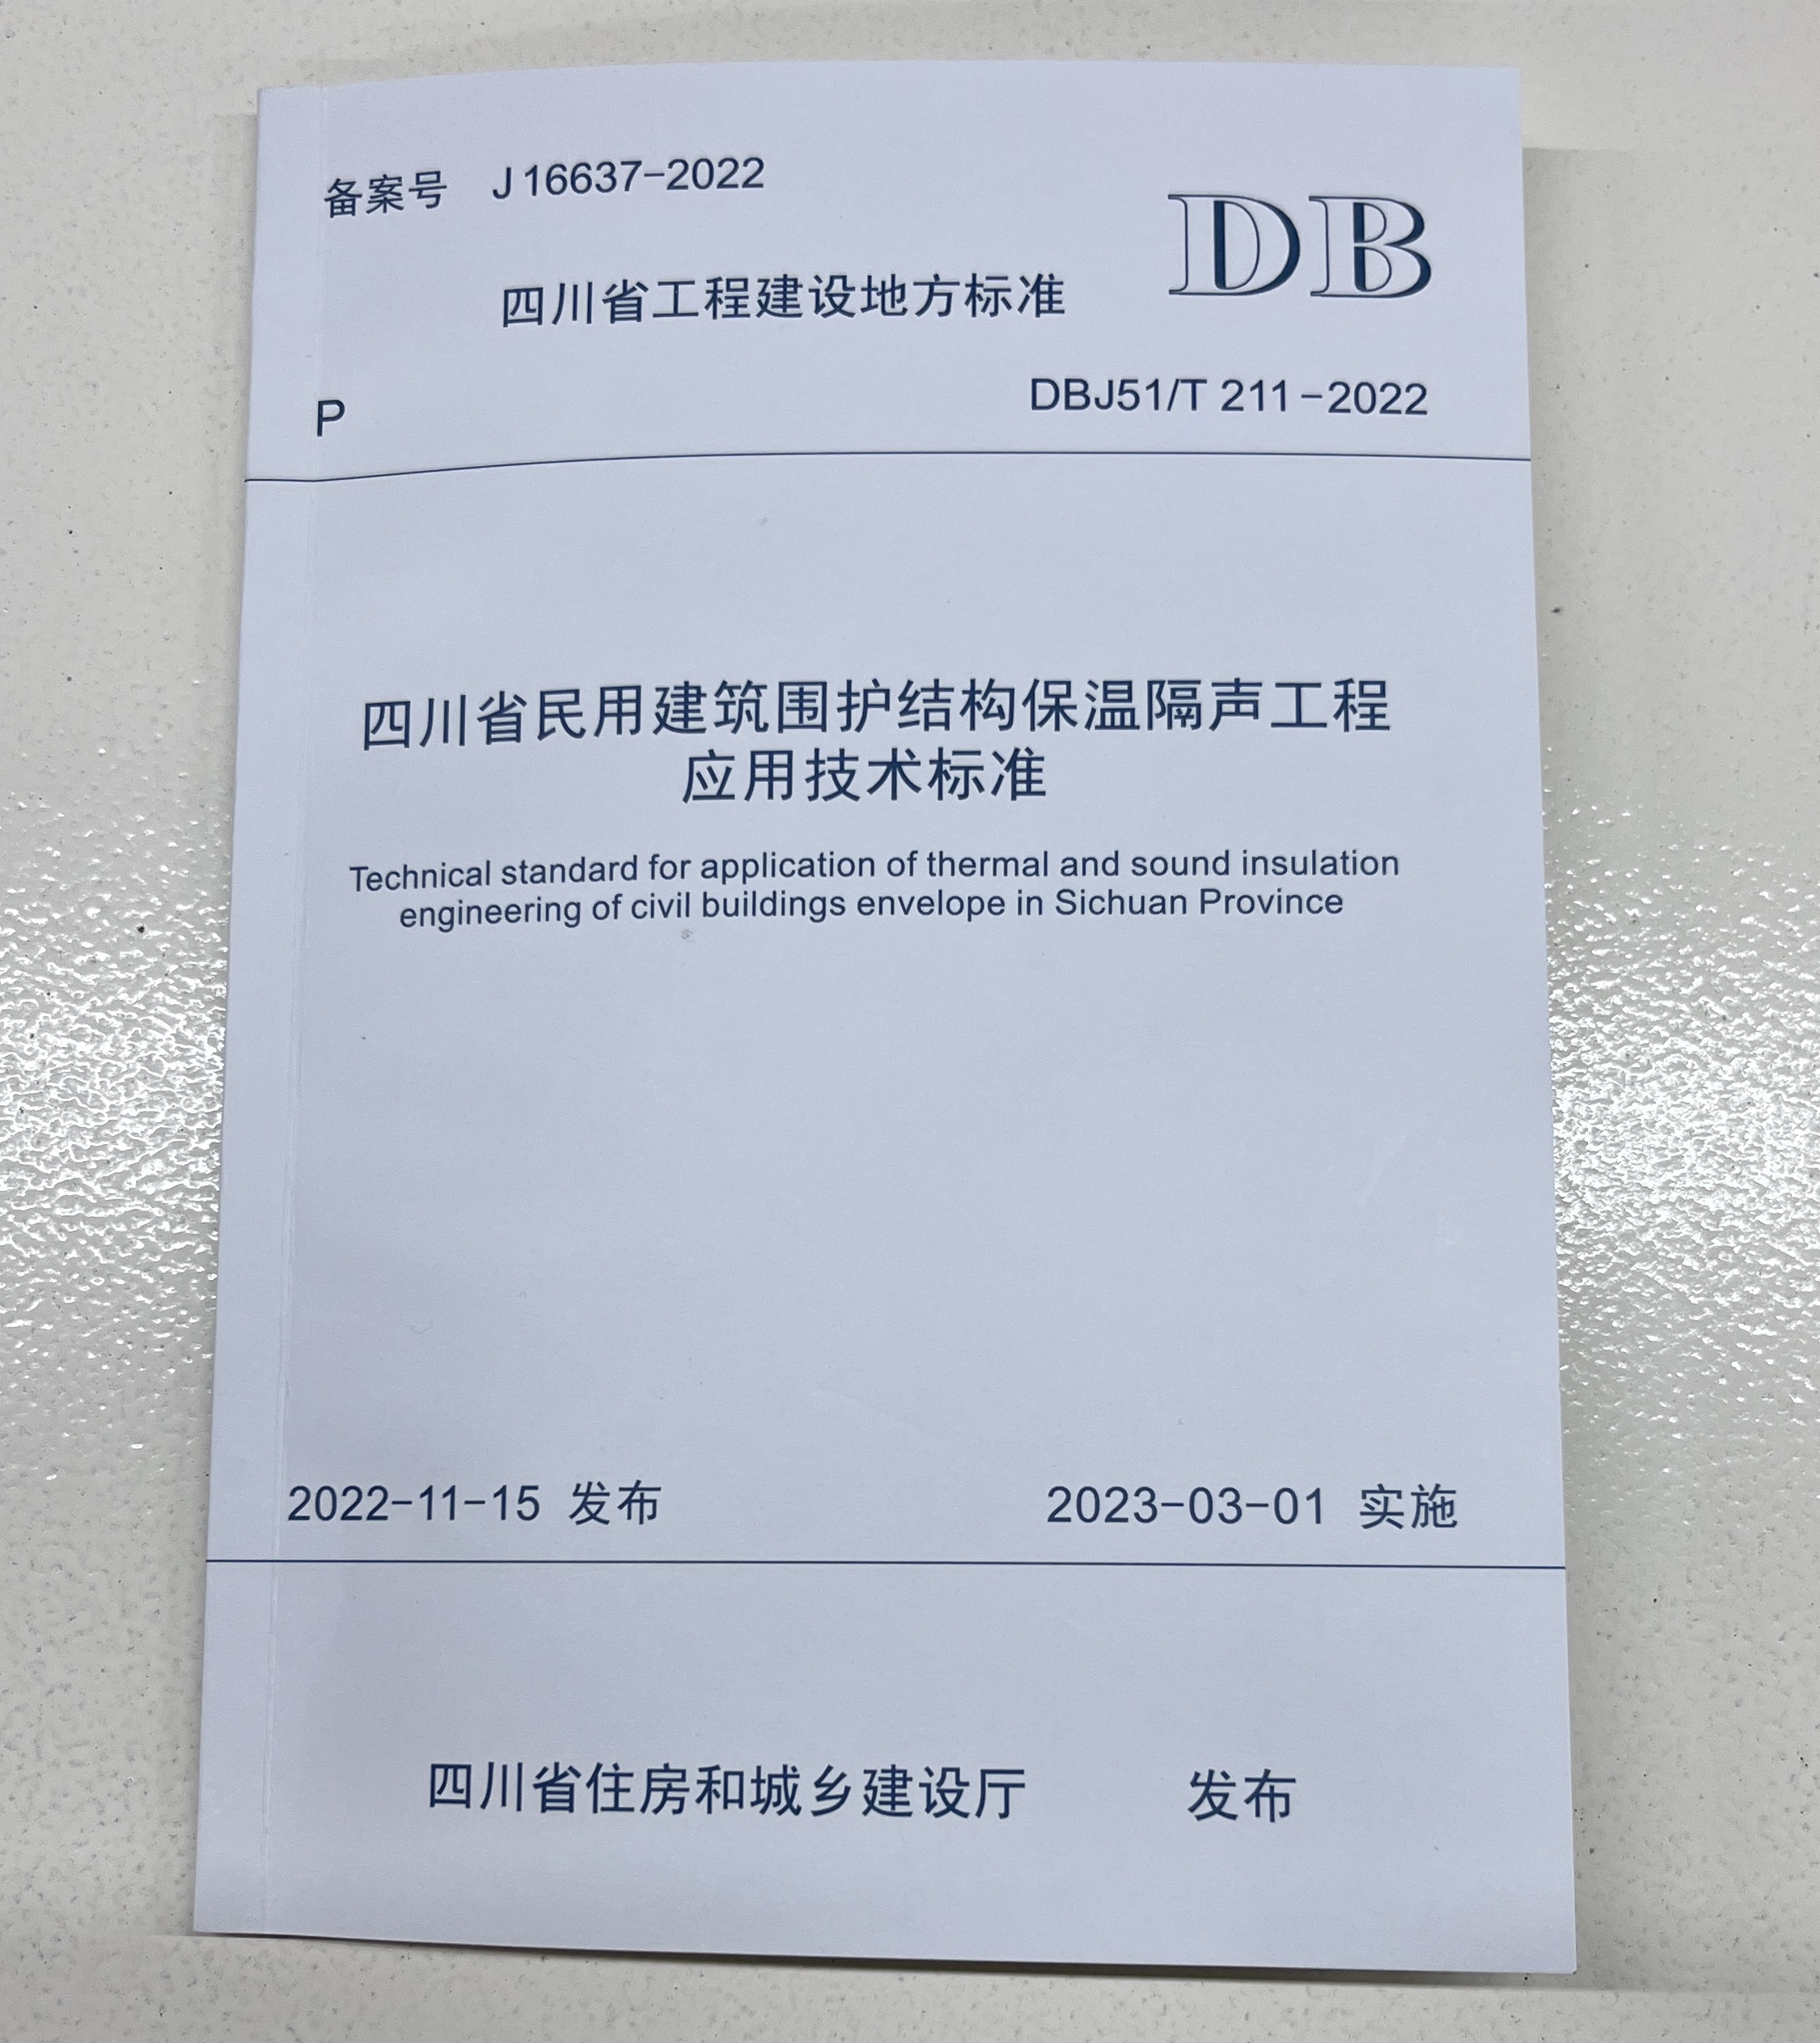 备案号 J 16637-2022
DB
四川省工程建设地方标准
P
DBJ51/T 211-2022
四川省民用建筑围护结构保温隔声工程
应用技术标准
Technical standard for application of thermal and sound insulation
engineering of civil buildings envelope in Sichuan Province
2022-11-15 发布
2023-03-01 实施
四川省住房和城乡建设厅 发布